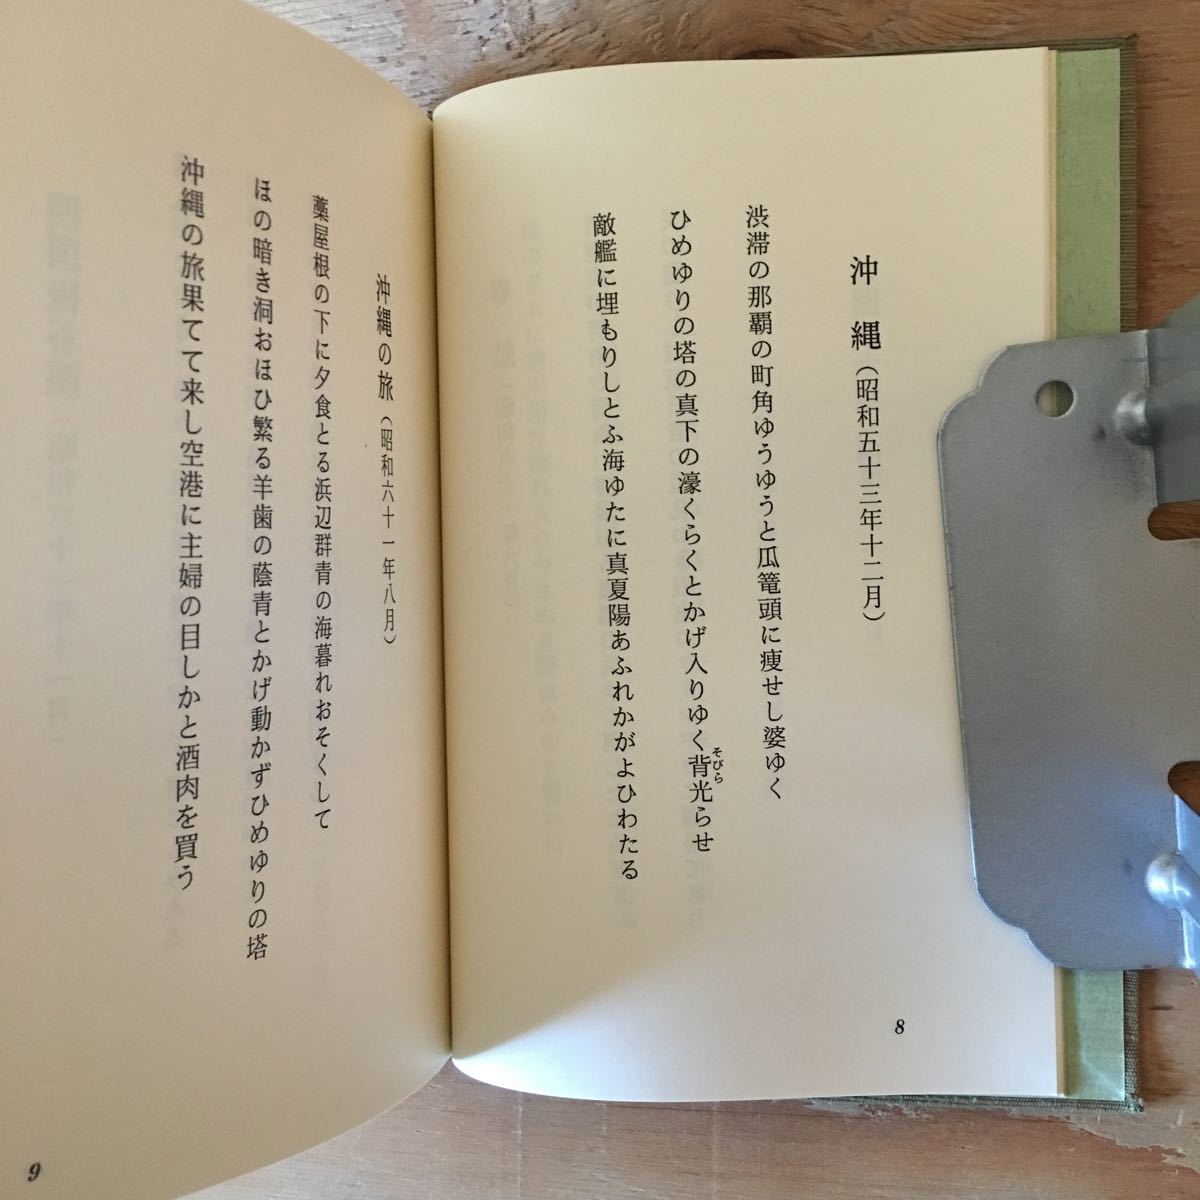 沖縄（昭和五十三年十二月）
渋滞の那覇の町角ゆうゆうと瓜篭頭に痩せし婆ゆく
ひめゆりの塔の真下の濠くらくとかげ入りゆく背光らせ
そびら
敵艦に埋もりしとふ海ゆたに真夏陽あふれかがよひわたる
8
沖縄の旅（昭和六十一年八月）
藁屋根の下に夕食とる浜辺群青の海暮れおそくして
ほの暗き洞おほひ繁る羊歯の蔭青とかげ動かずひめゆりの塔
沖縄の旅果てて来し空港に主婦の目しかと酒肉を買う
9